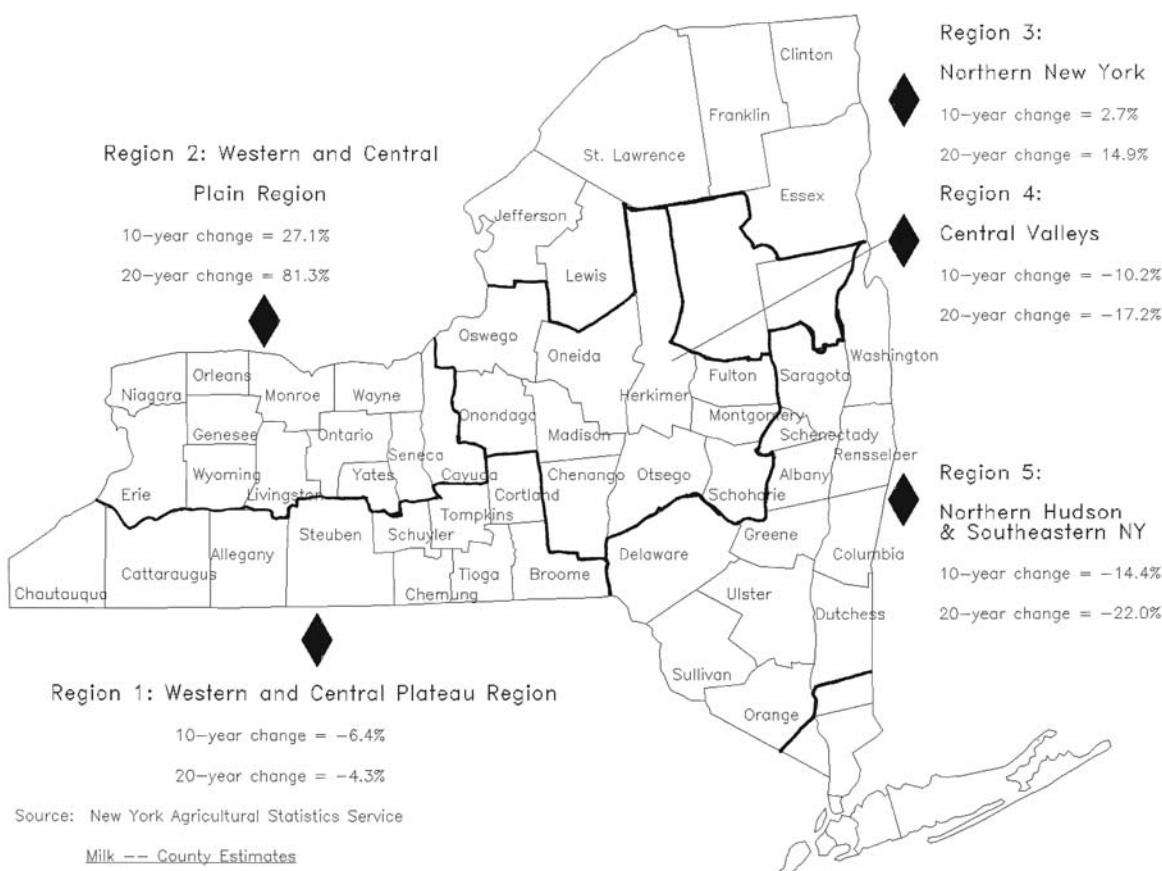 Region 3:
Northern New York
10-year change = 2.7%
20-year change = 14.9%
Region 2: Western and Central
Plain Region
10-year change = 27.1%
20-year change = 81.3%
Region 4:
Central Valleys
10-year change = -10.2%
20-year change = -17.2%
Clinton
Franklin
St. Lawrence
Essex
Jefferson
Lewis
Oswego
Oneida
Washington
Herkimer
Fulton
Saragota
Niagara
Orleans
Monroe
Wayne
Onondaga
Madison
Montgomery
Schenectady
Rensselaer
Genesee
Ontario
Seneca
Cayuga
Erie
Wyoming
Livingston
Yates
Cortland
Chenango
Otsego
Schoharie
Albany
Region 5:
Northern Hudson
& Southeastern NY
10-year change = -14.4%
20-year change = -22.0%
Chautauqua
Cattaraugus
Allegany
Steuben
Schuyler
Tompkins
Chemung
Tioga
Broome
Delaware
Greene
Columbia
Ulster
Dutchess
Sullivan
Orange
Region 1: Western and Central Plateau Region
10-year change = -6.4%
20-year change = -4.3%
Source: New York Agricultural Statistics Service
Milk -- County Estimates